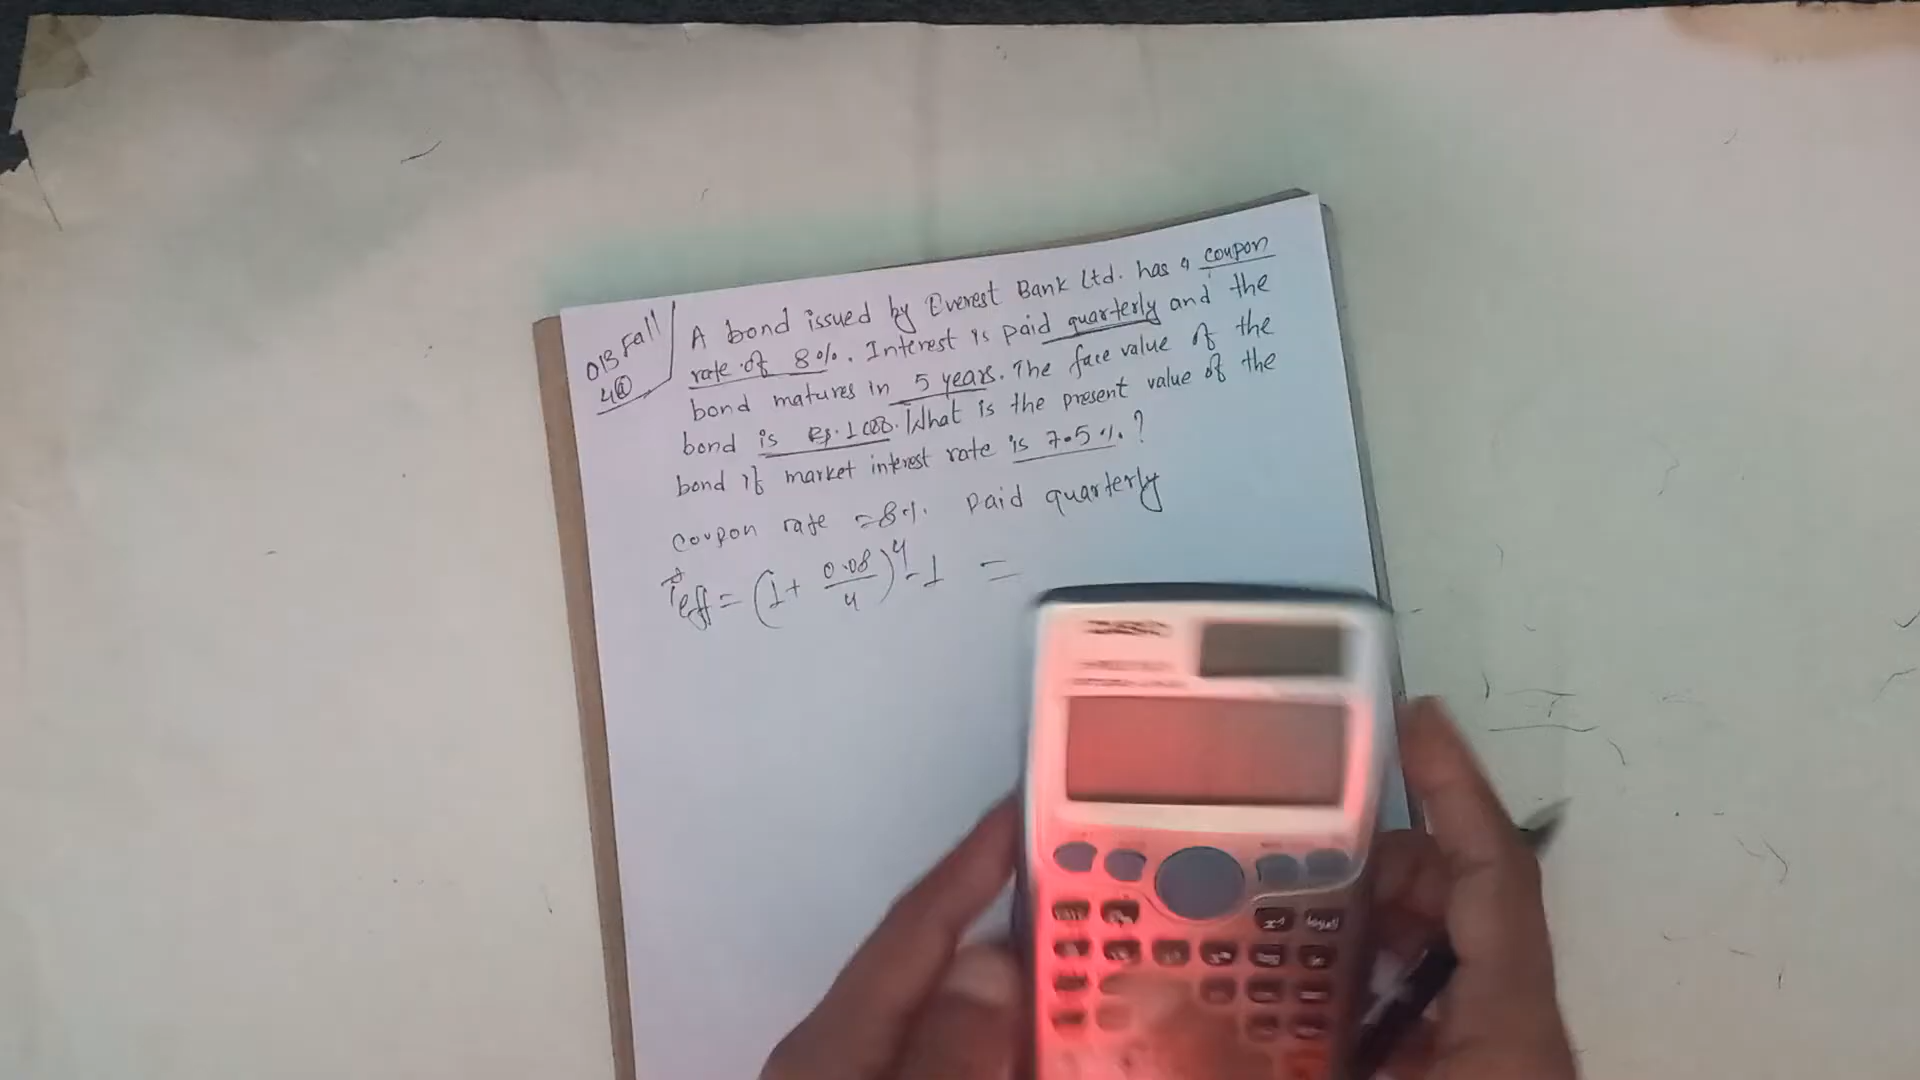 013 Fall
4(a)
A bond issued by Everest Bank Ltd. has a coupon
rate of 8%. Interest is paid quarterly and the
bond matures in 5 years. The face value of the
bond is Rs. 1000. What is the present value of the
bond if market interest rate is 7.5%.?
Coupon rate = 8%. paid quarterly
ieff = (1 + 0.08/4)^4 - 1 =